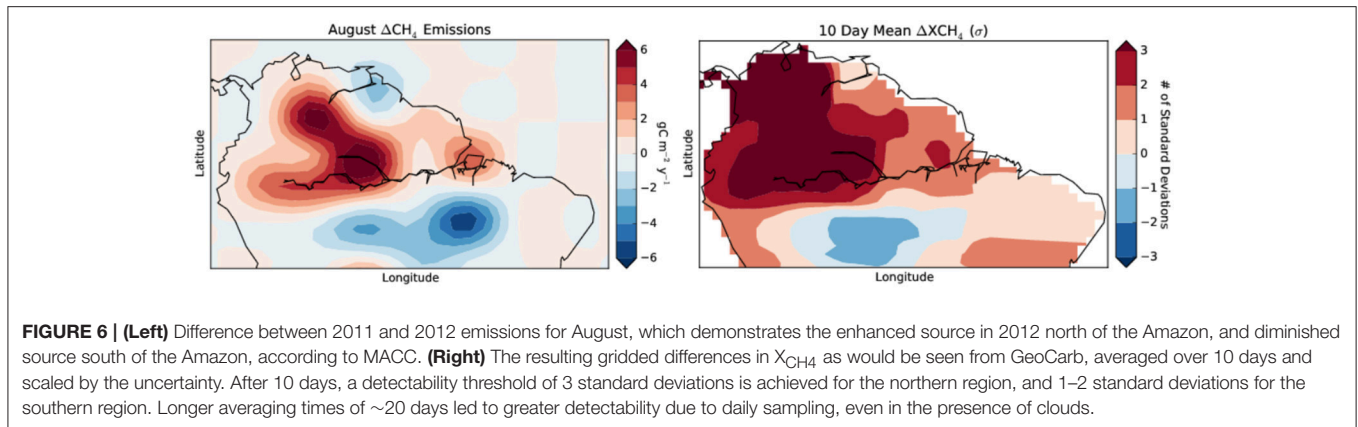 August ΔCH₄ Emissions
Latitude
Longitude
6
4
2
0
−2
−4
−6
gC m⁻² y⁻¹
10 Day Mean ΔXCH₄ (σ)
Latitude
Longitude
3
2
1
0
−1
−2
−3
# of Standard Deviations
FIGURE 6 | (Left) Difference between 2011 and 2012 emissions for August, which demonstrates the enhanced source in 2012 north of the Amazon, and diminished
source south of the Amazon, according to MACC. (Right) The resulting gridded differences in X_CH4 as would be seen from GeoCarb, averaged over 10 days and
scaled by the uncertainty. After 10 days, a detectability threshold of 3 standard deviations is achieved for the northern region, and 1–2 standard deviations for the
southern region. Longer averaging times of ~20 days led to greater detectability due to daily sampling, even in the presence of clouds.